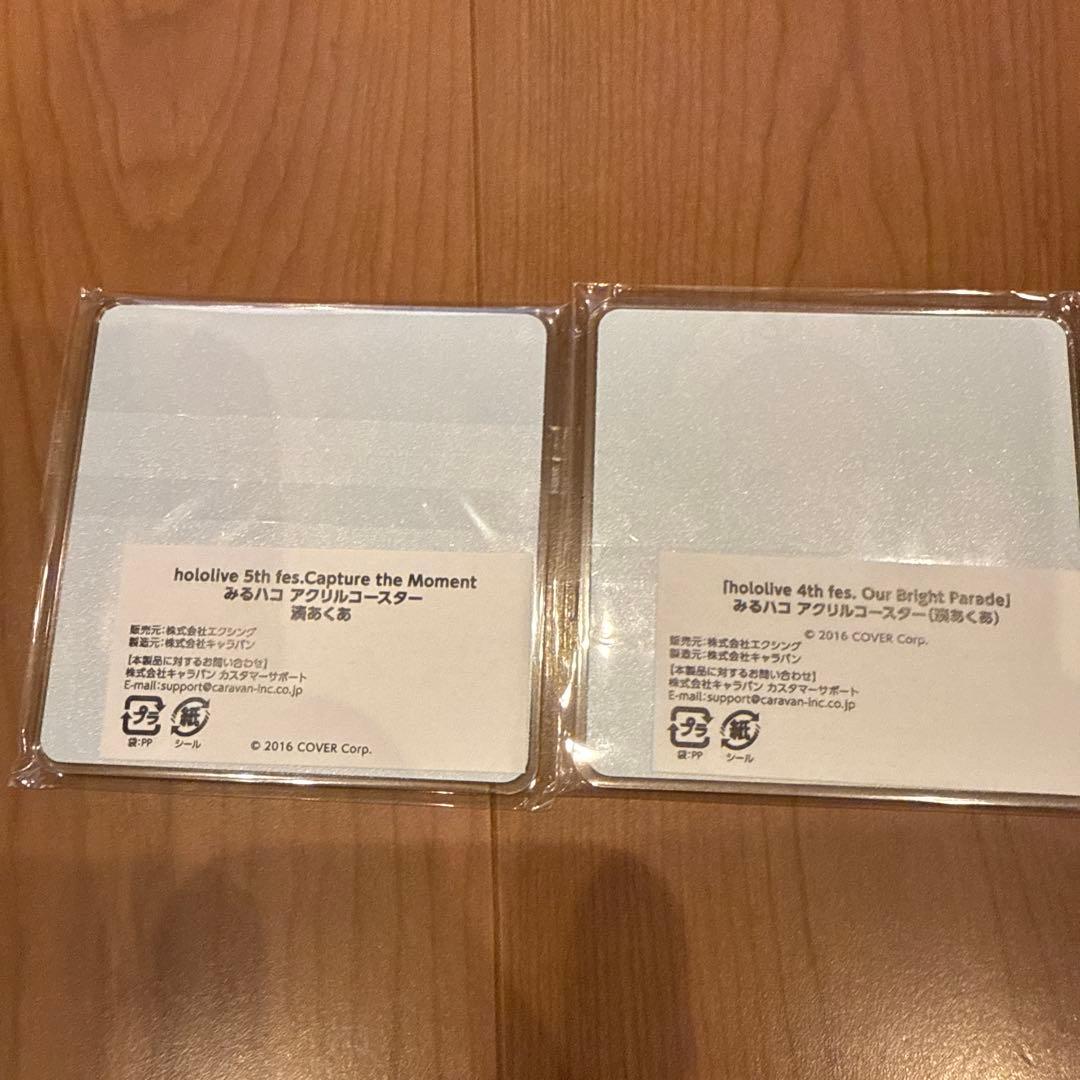 hololive 5th fes.Capture the Moment
みるハコ アクリルコースター
湊あくあ
販売元:株式会社エクシング
製造元:株式会社キャラバン
【本製品に対するお問い合わせ】
株式会社キャラバン カスタマーサポート
E-mail:support@caravan-inc.co.jp
プラ
紙
袋:PP
シール
© 2016 COVER Corp.
「hololive 4th fes. Our Bright Parade」
みるハコ アクリルコースター(湊あくあ)
© 2016 COVER Corp.
販売元:株式会社エクシング
製造元:株式会社キャラバン
【本製品に対するお問い合わせ】
株式会社キャラバン カスタマーサポート
E-mail:support@caravan-inc.co.jp
プラ
紙
袋:PP
シール